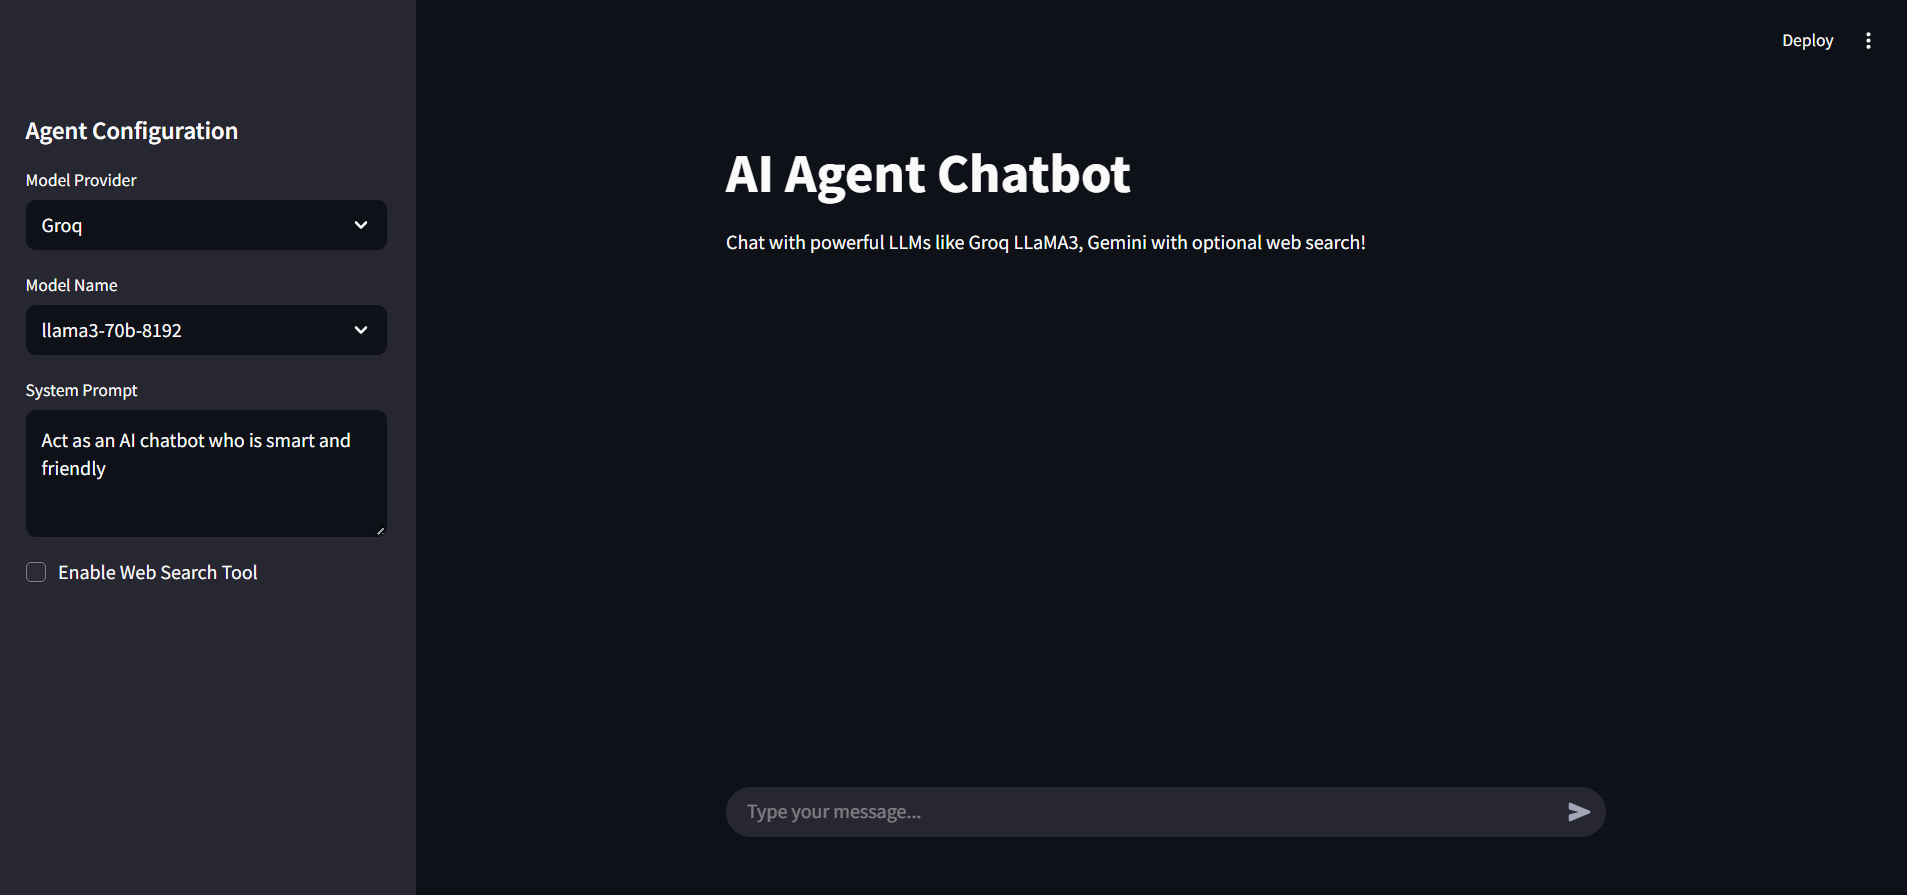 Agent Configuration
Model Provider
Groq
Model Name
llama3-70b-8192
System Prompt
Act as an AI chatbot who is smart and
friendly
Enable Web Search Tool
Deploy
AI Agent Chatbot
Chat with powerful LLMs like Groq LLaMA3, Gemini with optional web search!
Type your message...